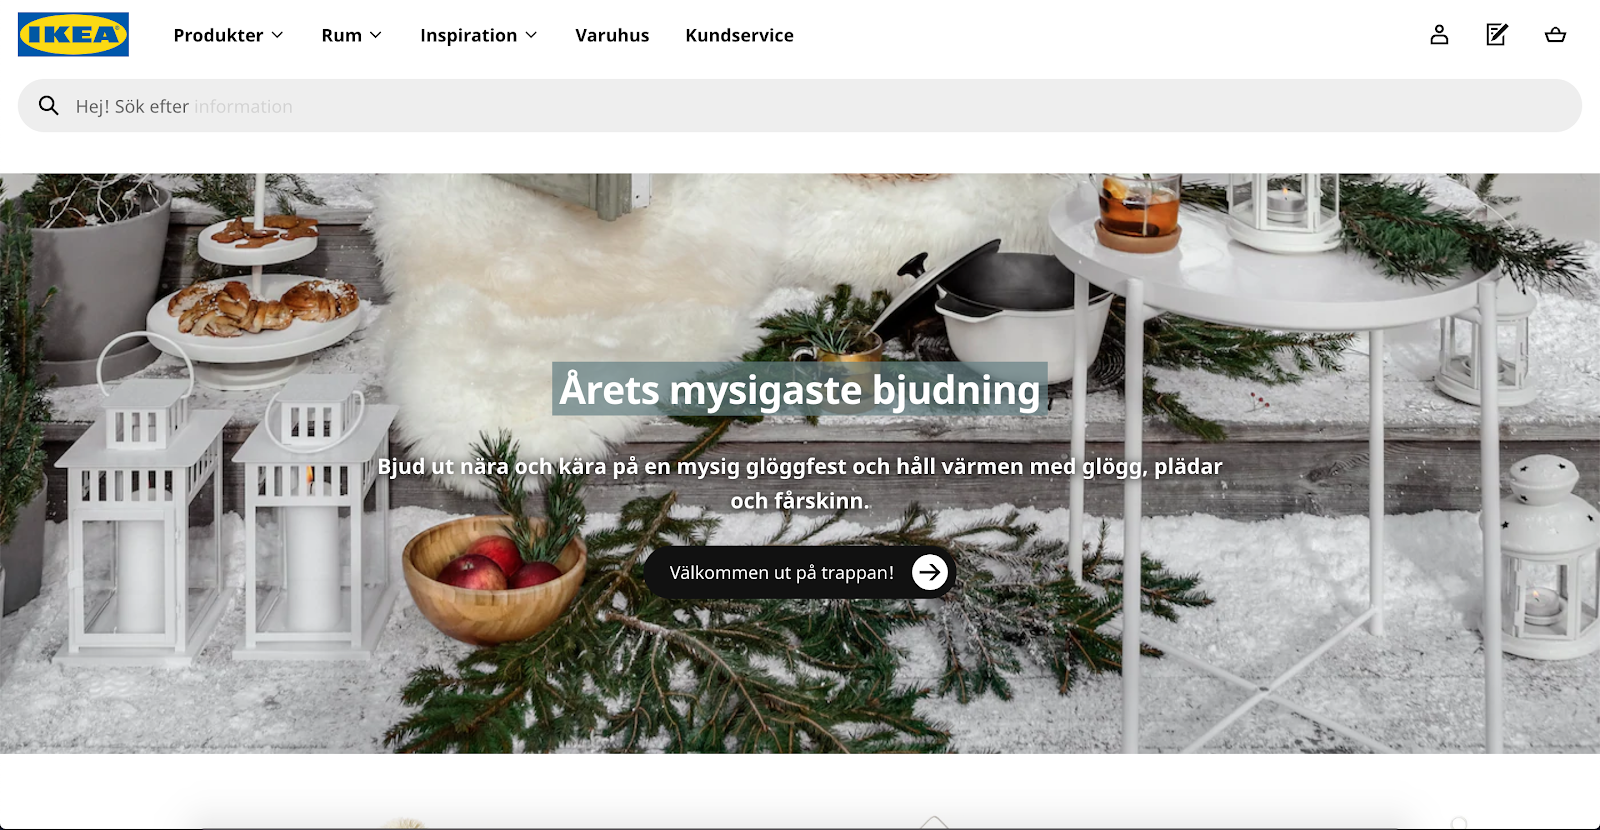 IKEA
Produkter
Rum
Inspiration
Varuhus
Kundservice
Hej! Sök efter information
Årets mysigaste bjudning
Bjud ut nära och kära på en mysig glöggfest och håll värmen med glögg, plädar
och fårskinn.
Välkommen ut på trappan!